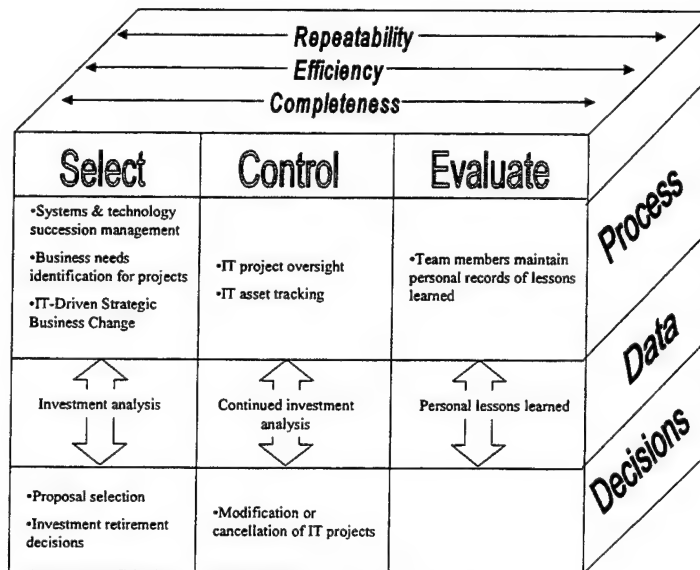 Repeatability
Efficiency
Completeness
Select
Control
Evaluate
Process
•Systems & technology
succession management
•Business needs
identification for projects
•IT-Driven Strategic
Business Change
•IT project oversight
•IT asset tracking
•Team members maintain
personal records of lessons
learned
Data
Investment analysis
Continued investment
analysis
Personal lessons learned
Decisions
•Proposal selection
•Investment retirement
decisions
•Modification or
cancellation of IT projects